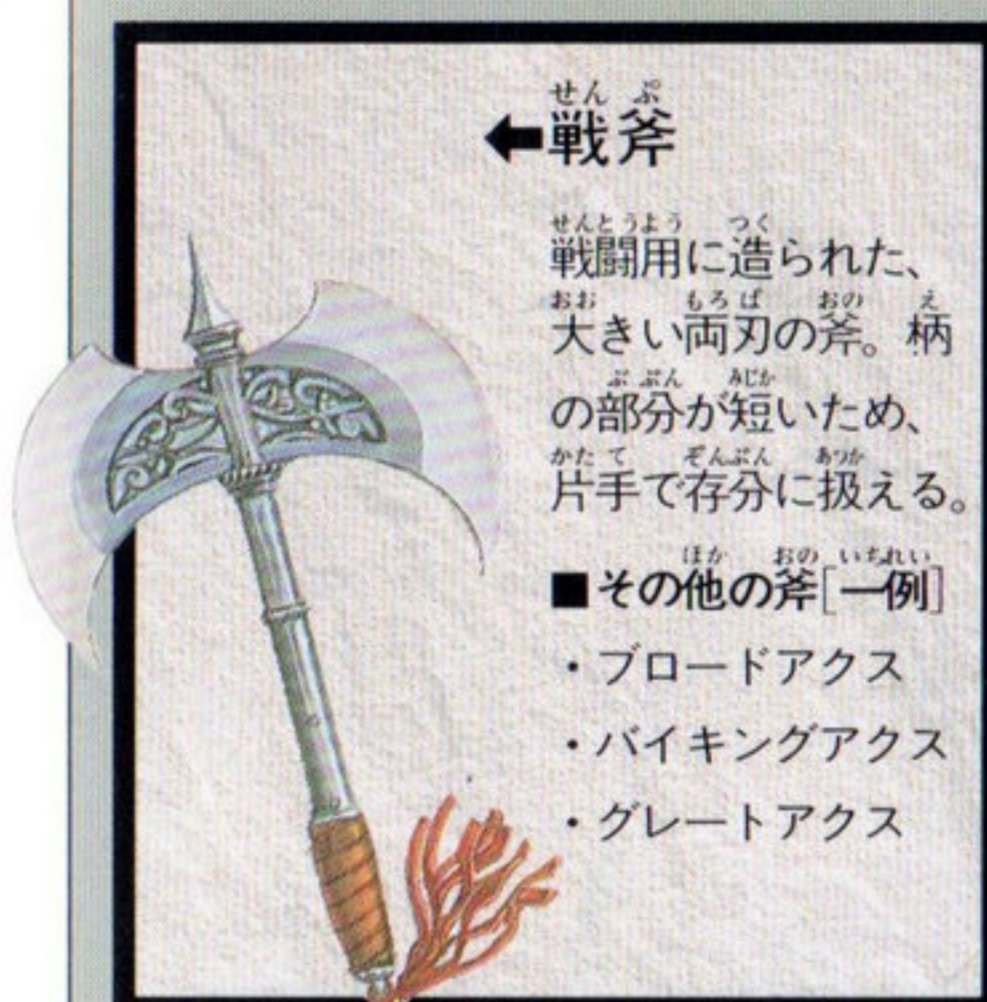 ←戦斧
戦闘用に造られた、
大きい両刃の斧。柄
の部分が短いため、
片手で存分に扱える。
■その他の斧[一例]
・ブロードアクス
・バイキングアクス
・グレートアクス